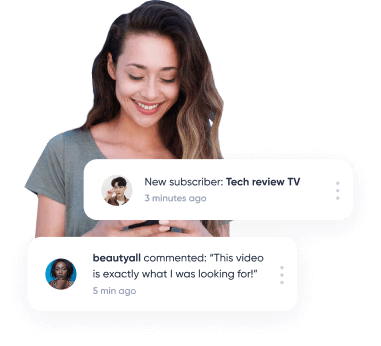 New subscriber: Tech review TV
3 minutes ago
beautyall commented: “This video
is exactly what I was looking for!”
5 min ago